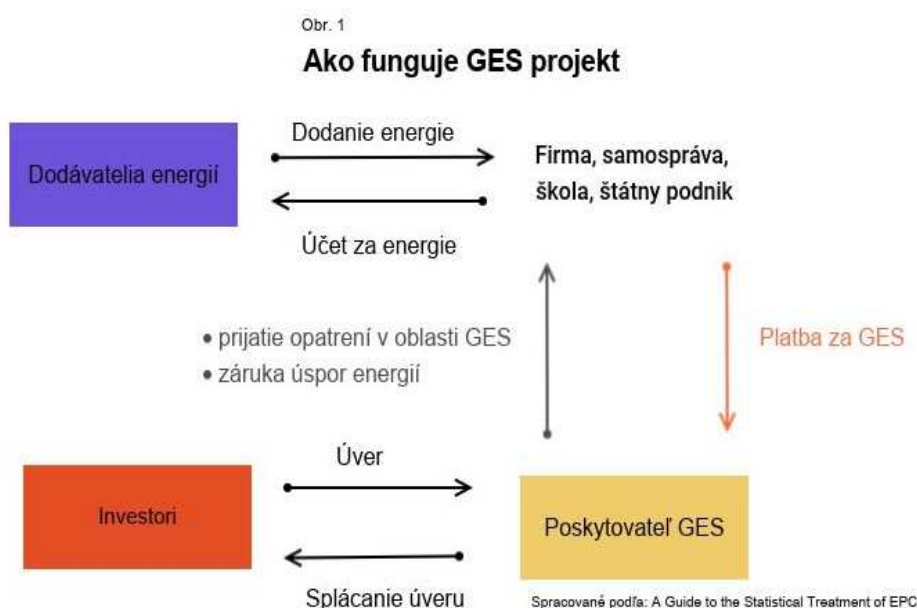 Obr. 1
Ako funguje GES projekt
Dodávatelia energií
Dodanie energie
Účet za energie
Firma, samospráva,
škola, štátny podnik
• prijatie opatrení v oblasti GES
• záruka úspor energií
Platba za GES
Investori
Úver
Splácanie úveru
Poskytovateľ GES
Spracované podľa: A Guide to the Statistical Treatment of EPC